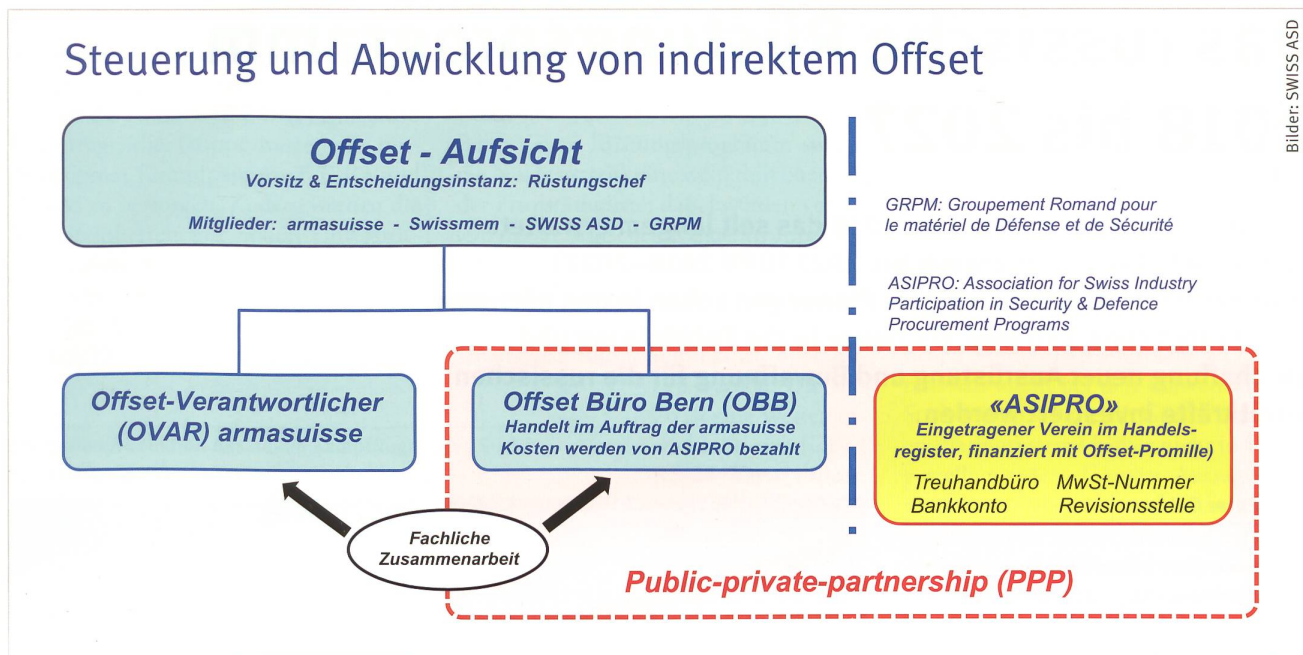 Steuerung und Abwicklung von indirektem Offset
Bilder: SWISS ASD
Offset - Aufsicht
Vorsitz & Entscheidungsinstanz: Rüstungschef
Mitglieder: armasuisse - Swissmem - SWISS ASD - GRPM
GRPM: Groupement Romand pour
le matériel de Défense et de Sécurité
ASIPRO: Association for Swiss Industry
Participation in Security & Defence
Procurement Programs
Offset-Verantwortlicher
(OVAR) armasuisse
Offset Büro Bern (OBB)
Handelt im Auftrag der armasuisse
Kosten werden von ASIPRO bezahlt
«ASIPRO»
Eingetragener Verein im Handels-
register, finanziert mit Offset-Promille)
Treuhandbüro MwSt-Nummer
Bankkonto Revisionsstelle
Fachliche
Zusammenarbeit
Public-private-partnership (PPP)